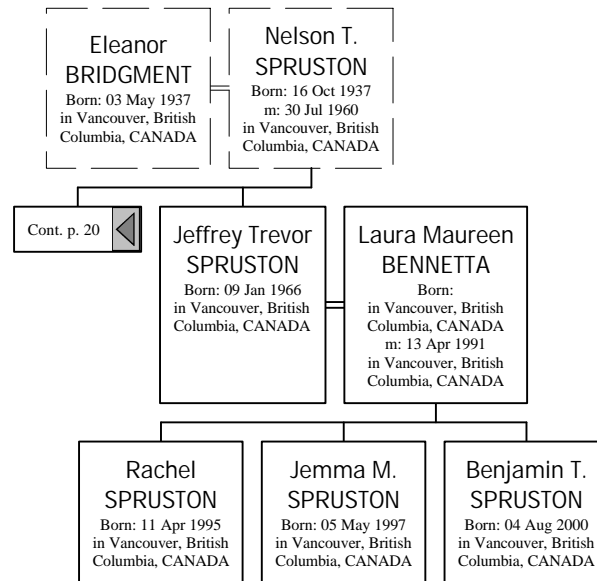 Eleanor
BRIDGMENT
Born: 03 May 1937
in Vancouver, British
Columbia, CANADA
Nelson T.
SPRUSTON
Born: 16 Oct 1937
m: 30 Jul 1960
in Vancouver, British
Columbia, CANADA
Cont. p. 20
Jeffrey Trevor
SPRUSTON
Born: 09 Jan 1966
in Vancouver, British
Columbia, CANADA
Laura Maureen
BENNETTA
Born:
in Vancouver, British
Columbia, CANADA
m: 13 Apr 1991
in Vancouver, British
Columbia, CANADA
Rachel
SPRUSTON
Born: 11 Apr 1995
in Vancouver, British
Columbia, CANADA
Jemma M.
SPRUSTON
Born: 05 May 1997
in Vancouver, British
Columbia, CANADA
Benjamin T.
SPRUSTON
Born: 04 Aug 2000
in Vancouver, British
Columbia, CANADA